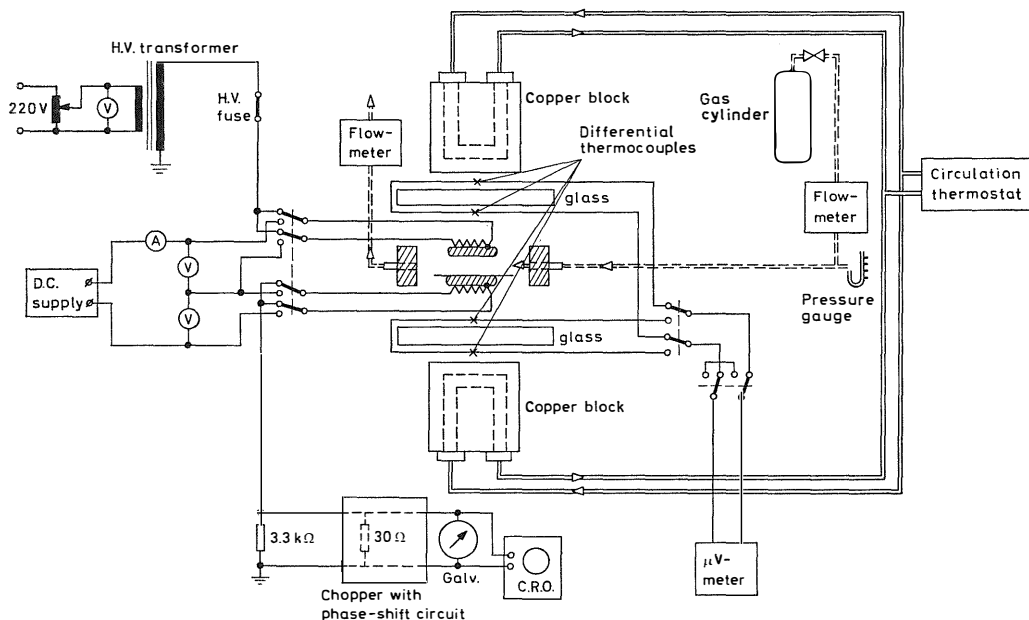 H.V. transformer
220V
V
H.V.
fuse
Flow-
meter
Copper block
Differential
thermocouples
Gas
cylinder
Flow-
meter
Circulation
thermostat
glass
A
V
V
D.C.
supply
Pressure
gauge
glass
Copper block
3.3 kΩ
30 Ω
Galv.
C.R.O.
μV-
meter
Chopper with
phase-shift circuit